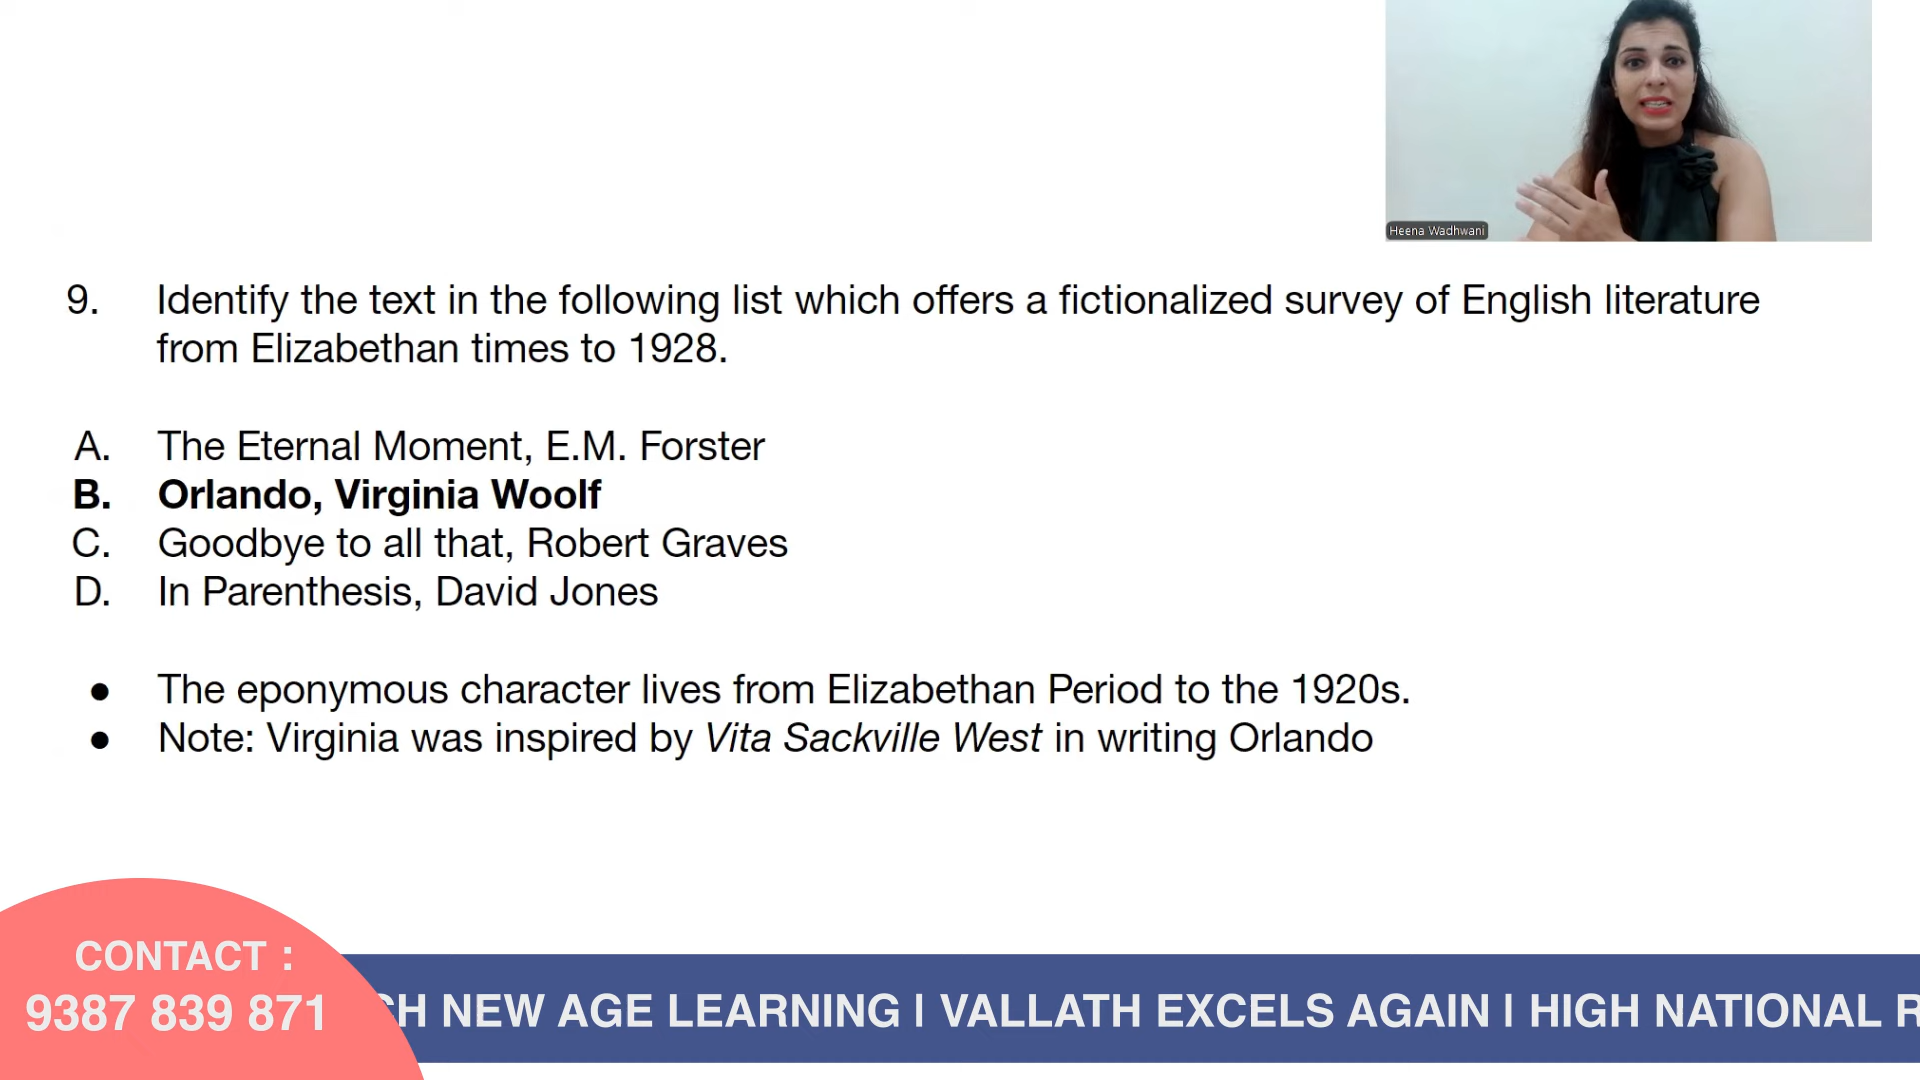 Heena Wadhwani
9. Identify the text in the following list which offers a fictionalized survey of English literature
from Elizabethan times to 1928.
A. The Eternal Moment, E.M. Forster
B. Orlando, Virginia Woolf
C. Goodbye to all that, Robert Graves
D. In Parenthesis, David Jones
● The eponymous character lives from Elizabethan Period to the 1920s.
● Note: Virginia was inspired by Vita Sackville West in writing Orlando
CONTACT :
9387 839 871
NEW AGE LEARNING | VALLATH EXCELS AGAIN | HIGH NATIONAL